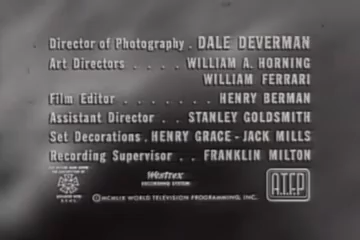 Director of Photography . DALE DEVERMAN
Art Directors . . . . WILLIAM A. HORNING
WILLIAM FERRARI
Film Editor . . . . . . . HENRY BERMAN
Assistant Director . . STANLEY GOLDSMITH
Set Decorations . HENRY GRACE - JACK MILLS
Recording Supervisor . . FRANKLIN MILTON
Westrex
RECORDING SYSTEM
©MCMLIX WORLD TELEVISION PROGRAMMING, INC.
A.T.F.P